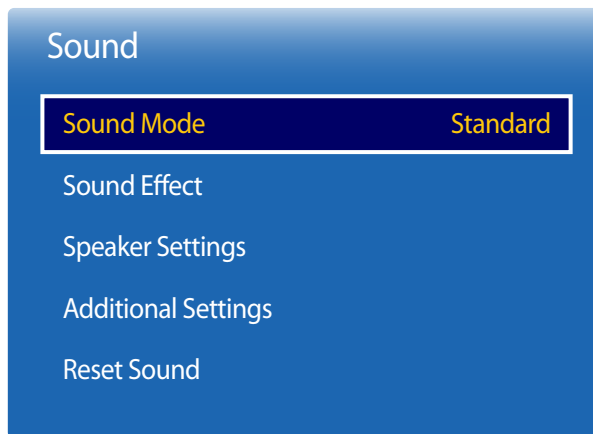 Sound
Sound Mode Standard
Sound Effect
Speaker Settings
Additional Settings
Reset Sound